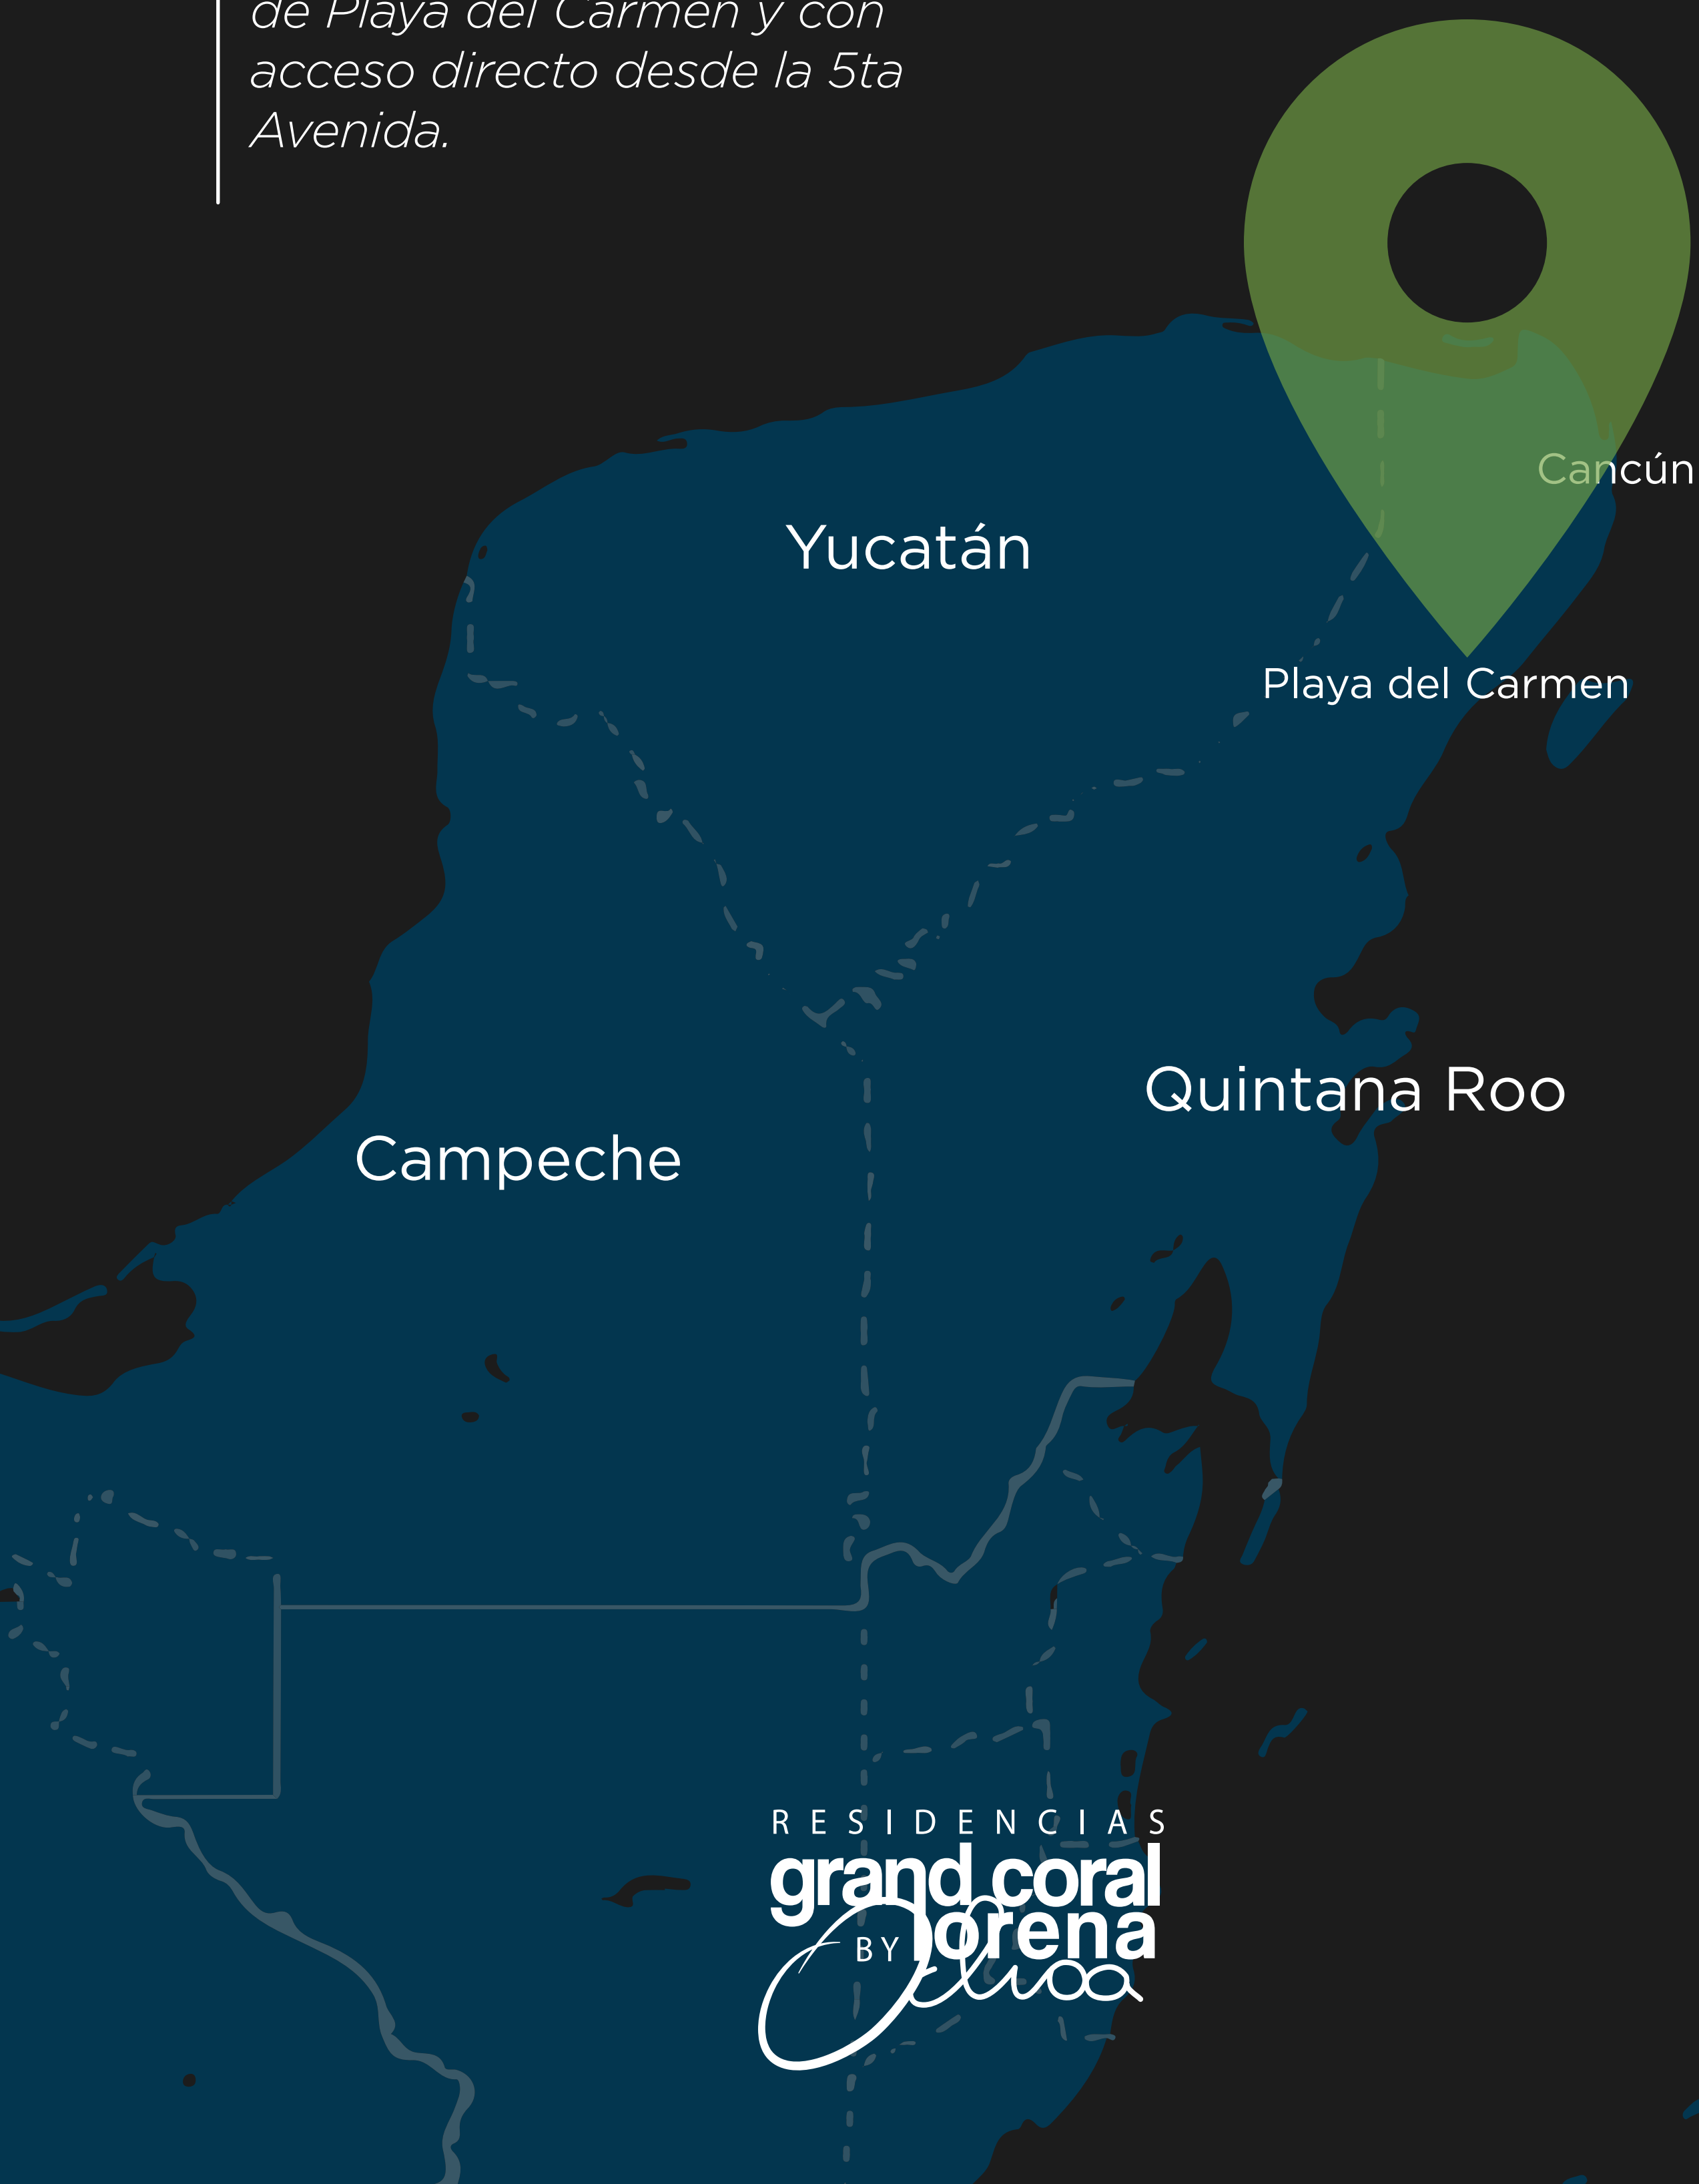 de Playa del Carmen y con
acceso directo desde la 5ta
Avenida.
Cancún
Yucatán
Playa del Carmen
Quintana Roo
Campeche
RESIDENCIAS
grand coral
BY lorena
Ochoa